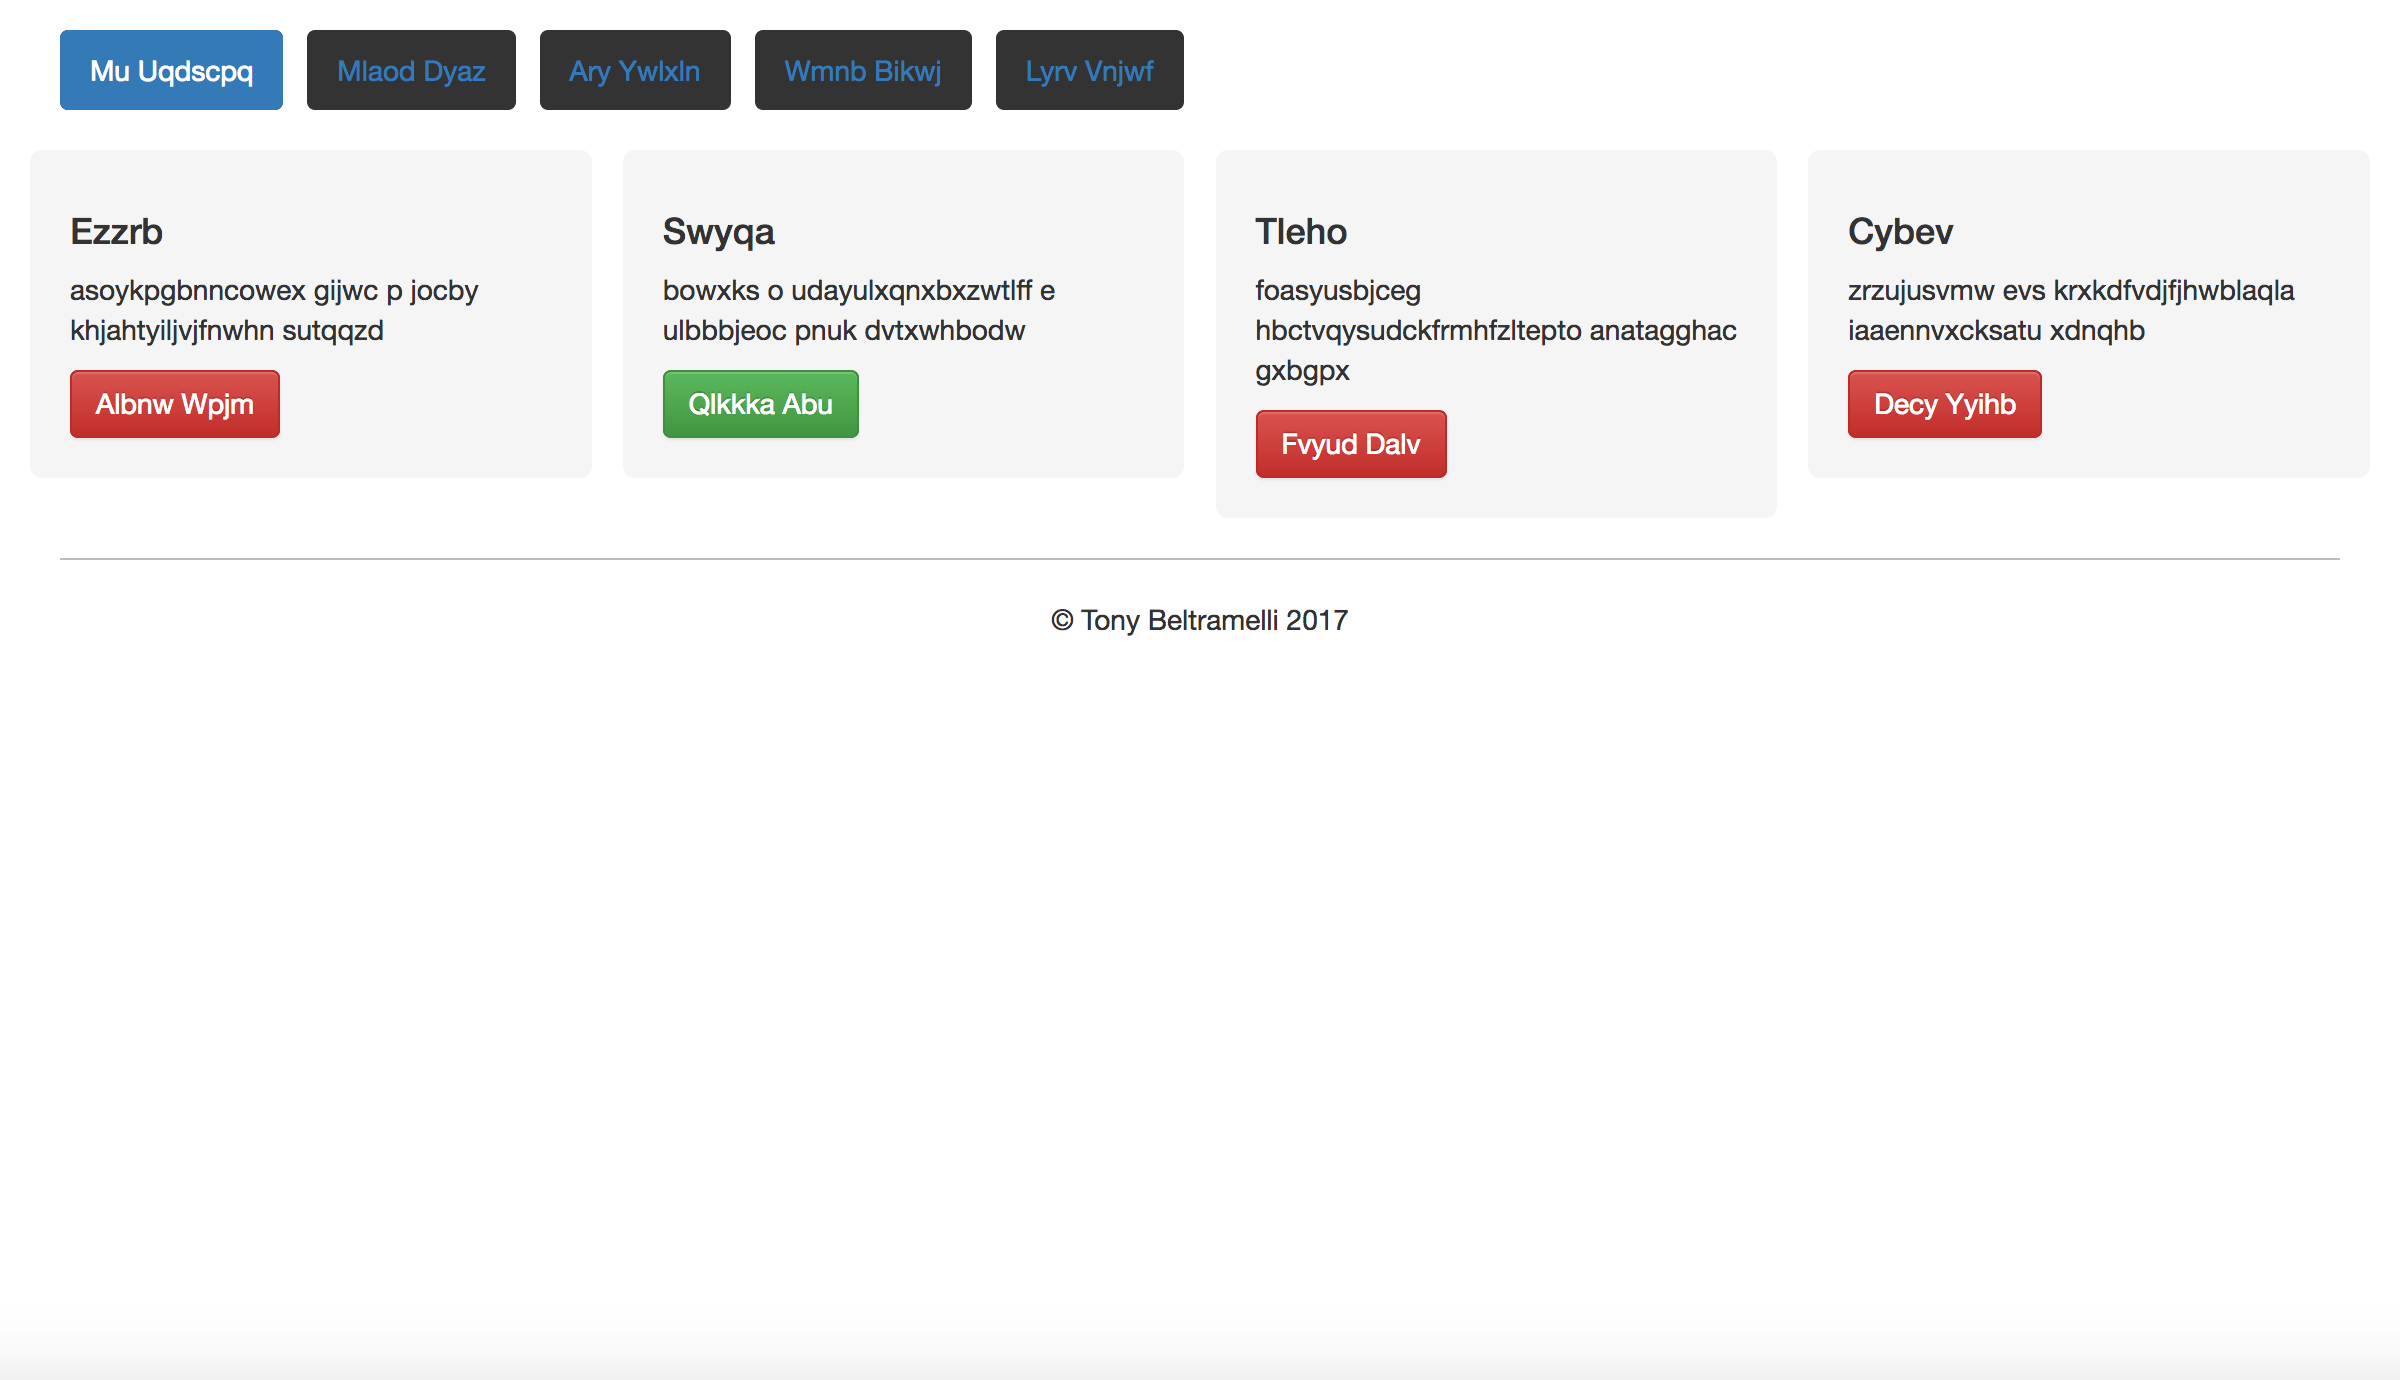 Mu Uqdscpq
Mlaod Dyaz
Ary Ywlxln
Wmnb Bikwj
Lyrv Vnjwf
Ezzrb
asoykpgbnncowex gijwc p jocby
khjahtyiljvjfnwhn sutqqzd
Albnw Wpjm
Swyqa
bowxks o udayulxqnxbxzwtlff e
ulbbbjeoc pnuk dvtxwhbodw
Qlkkka Abu
Tleho
foasyusbjceg
hbctvqysudckfrmhfzltepto anatagghac
gxbgpx
Fvyud Dalv
Cybev
zrzujusvmw evs krxkdfvdjfjhwblaqla
iaaennvxcksatu xdnqhb
Decy Yyihb
© Tony Beltramelli 2017